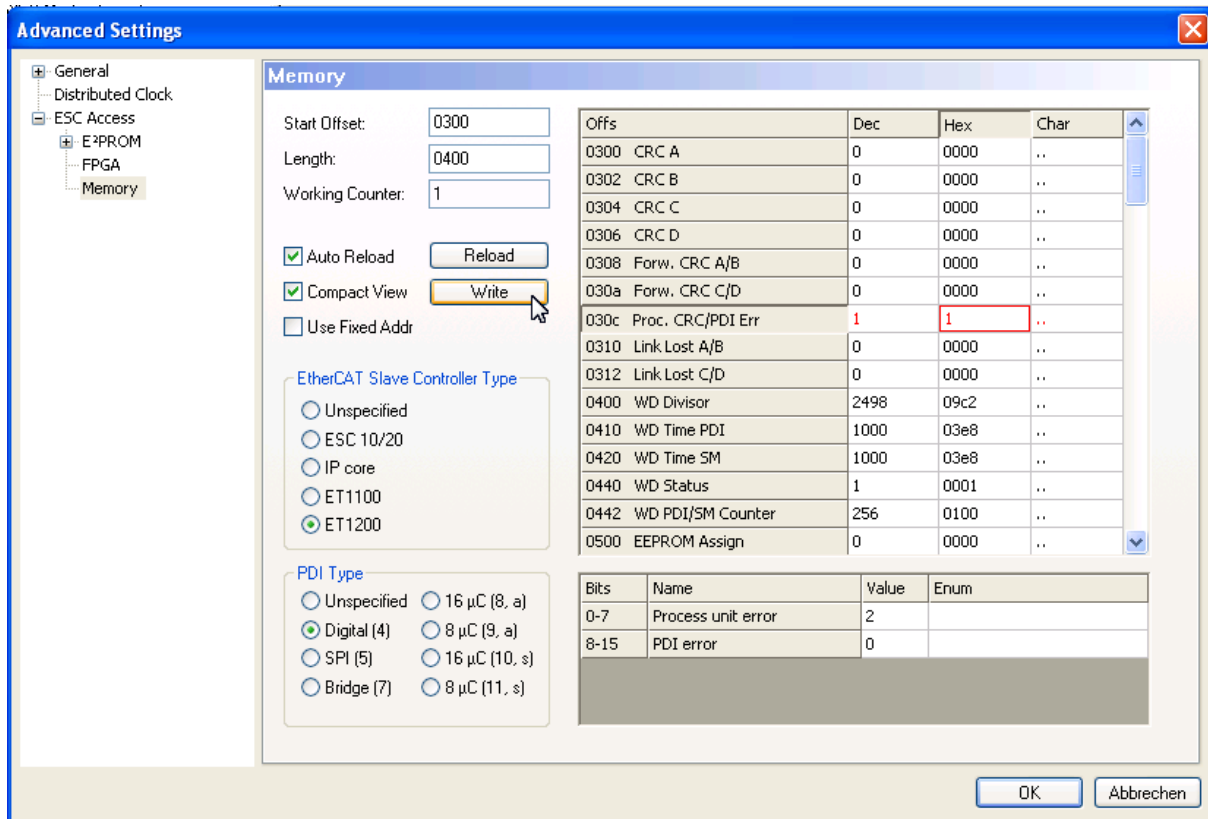 Advanced Settings
General
Distributed Clock
ESC Access
E²PROM
FPGA
Memory
Memory
Start Offset: 0300
Length: 0400
Working Counter: 1
Auto Reload Reload
Compact View Write
Use Fixed Addr
EtherCAT Slave Controller Type
Unspecified
ESC 10/20
IP core
ET1100
ET1200
PDI Type
Unspecified 16 µC (8, a)
Digital (4) 8 µC (9, a)
SPI (5) 16 µC (10, s)
Bridge (7) 8 µC (11, s)
Offs Dec Hex Char
0300 CRC A 0 0000 ..
0302 CRC B 0 0000 ..
0304 CRC C 0 0000 ..
0306 CRC D 0 0000 ..
0308 Forw. CRC A/B 0 0000 ..
030a Forw. CRC C/D 0 0000 ..
030c Proc. CRC/PDI Err 1 1 ..
0310 Link Lost A/B 0 0000 ..
0312 Link Lost C/D 0 0000 ..
0400 WD Divisor 2498 09c2 ..
0410 WD Time PDI 1000 03e8 ..
0420 WD Time SM 1000 03e8 ..
0440 WD Status 1 0001 ..
0442 WD PDI/SM Counter 256 0100 ..
0500 EEPROM Assign 0 0000 ..
Bits Name Value Enum
0-7 Process unit error 2
8-15 PDI error 0
OK Abbrechen